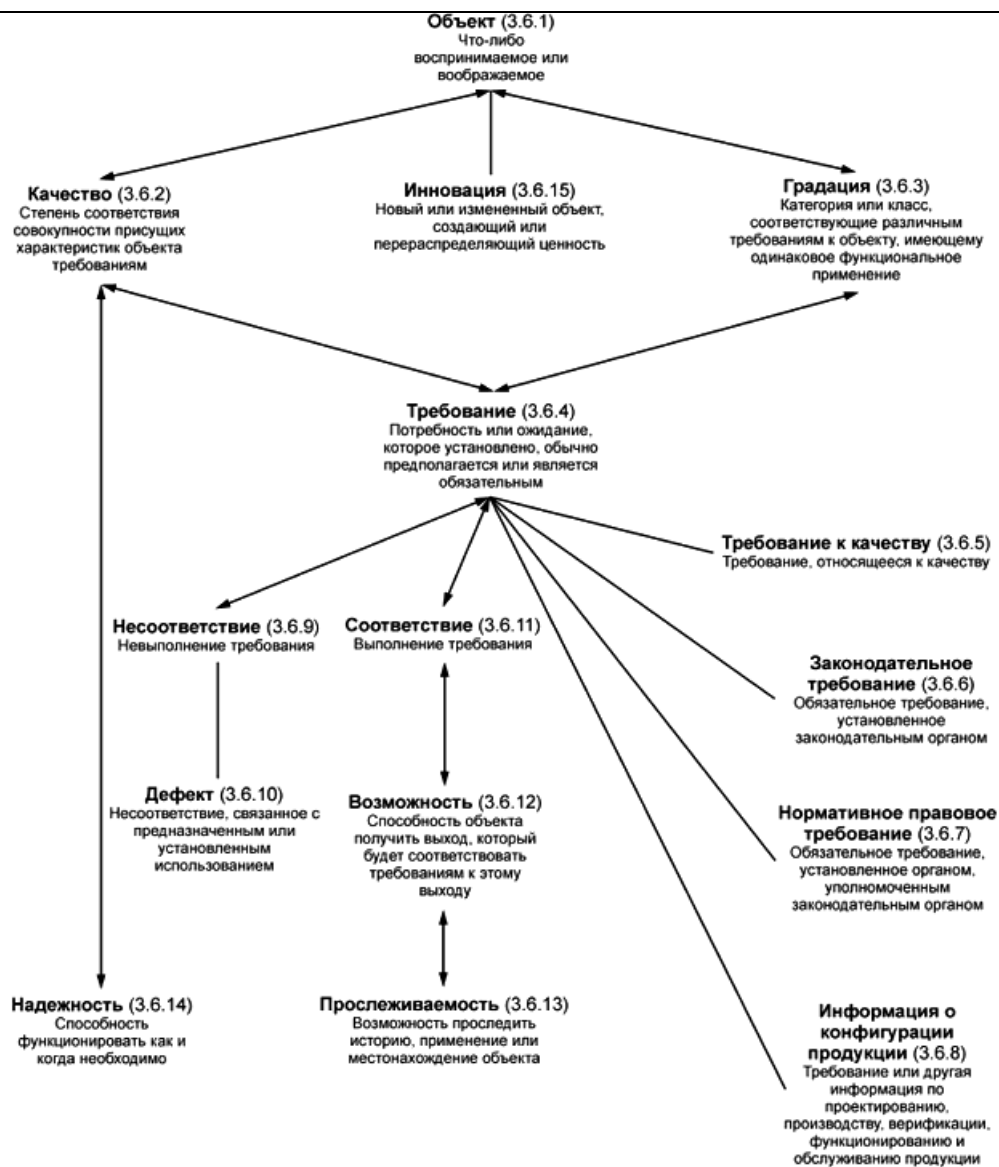 Объект (3.6.1)
Что-либо
воспринимаемое или
воображаемое
Качество (3.6.2)
Степень соответствия
совокупности присущих
характеристик объекта
требованиям
Инновация (3.6.15)
Новый или измененный объект,
создающий или
перераспределяющий ценность
Градация (3.6.3)
Категория или класс,
соответствующие различным
требованиям к объекту, имеющему
одинаковое функциональное
применение
Требование (3.6.4)
Потребность или ожидание,
которое установлено, обычно
предполагается или является
обязательным
Требование к качеству (3.6.5)
Требование, относящееся к качеству
Несоответствие (3.6.9)
Невыполнение требования
Соответствие (3.6.11)
Выполнение требования
Законодательное
требование (3.6.6)
Обязательное требование,
установленное
законодательным органом
Дефект (3.6.10)
Несоответствие, связанное с
предназначенным или
установленным
использованием
Возможность (3.6.12)
Способность объекта
получить выход, который
будет соответствовать
требованиям к этому
выходу
Нормативное правовое
требование (3.6.7)
Обязательное требование,
установленное органом,
уполномоченным
законодательным органом
Надежность (3.6.14)
Способность
функционировать как и
когда необходимо
Прослеживаемость (3.6.13)
Возможность проследить
историю, применение или
местонахождение объекта
Информация о
конфигурации
продукции (3.6.8)
Требование или другая
информация по
проектированию,
производству, верификации,
функционированию и
обслуживанию продукции